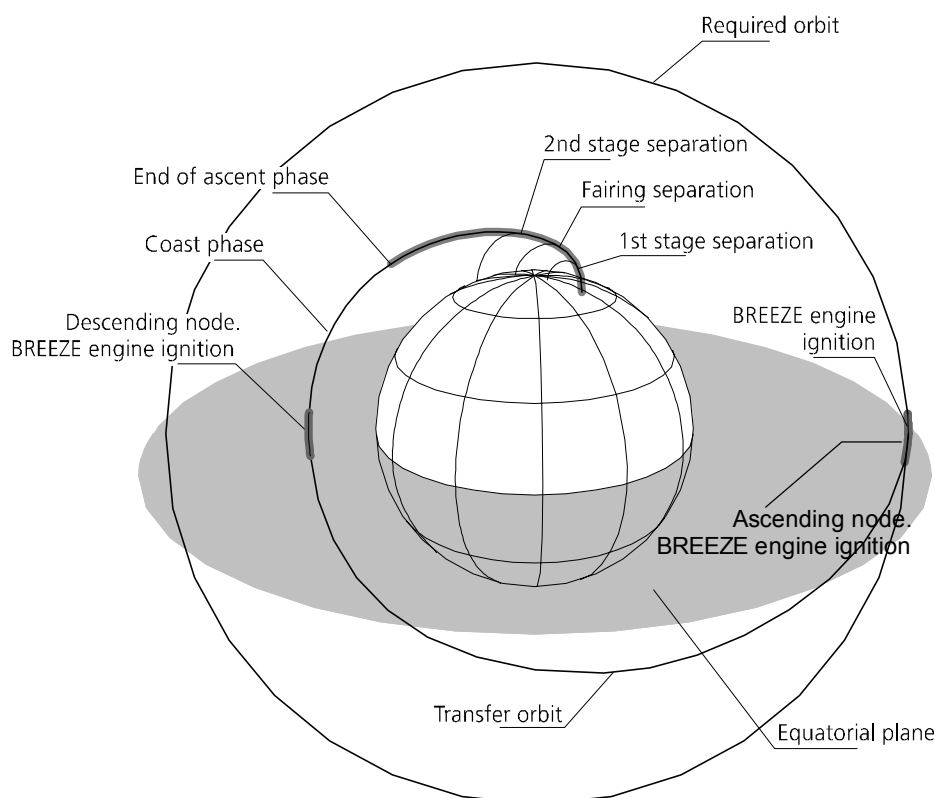 Required orbit
2nd stage separation
End of ascent phase
Fairing separation
Coast phase
1st stage separation
Descending node.
BREEZE engine ignition
BREEZE engine
ignition
Ascending node.
BREEZE engine ignition
Transfer orbit
Equatorial plane